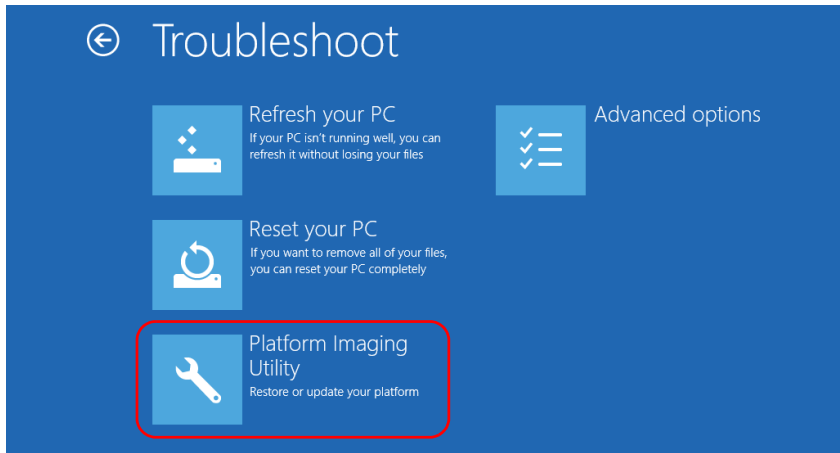 Troubleshoot
Refresh your PC
If your PC isn't running well, you can
refresh it without losing your files
Advanced options
Reset your PC
If you want to remove all of your files,
you can reset your PC completely
Platform Imaging
Utility
Restore or update your platform